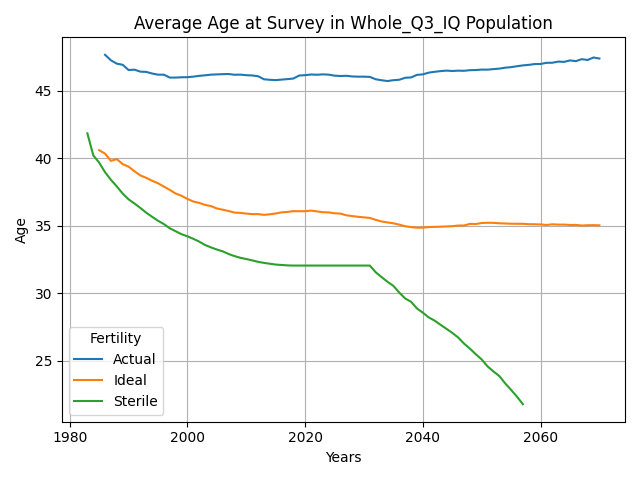 Average Age at Survey in Whole_Q3_IQ Population
Age
45
40
35
30
25
Fertility
Actual
Ideal
Sterile
1980
2000
2020
2040
2060
Years